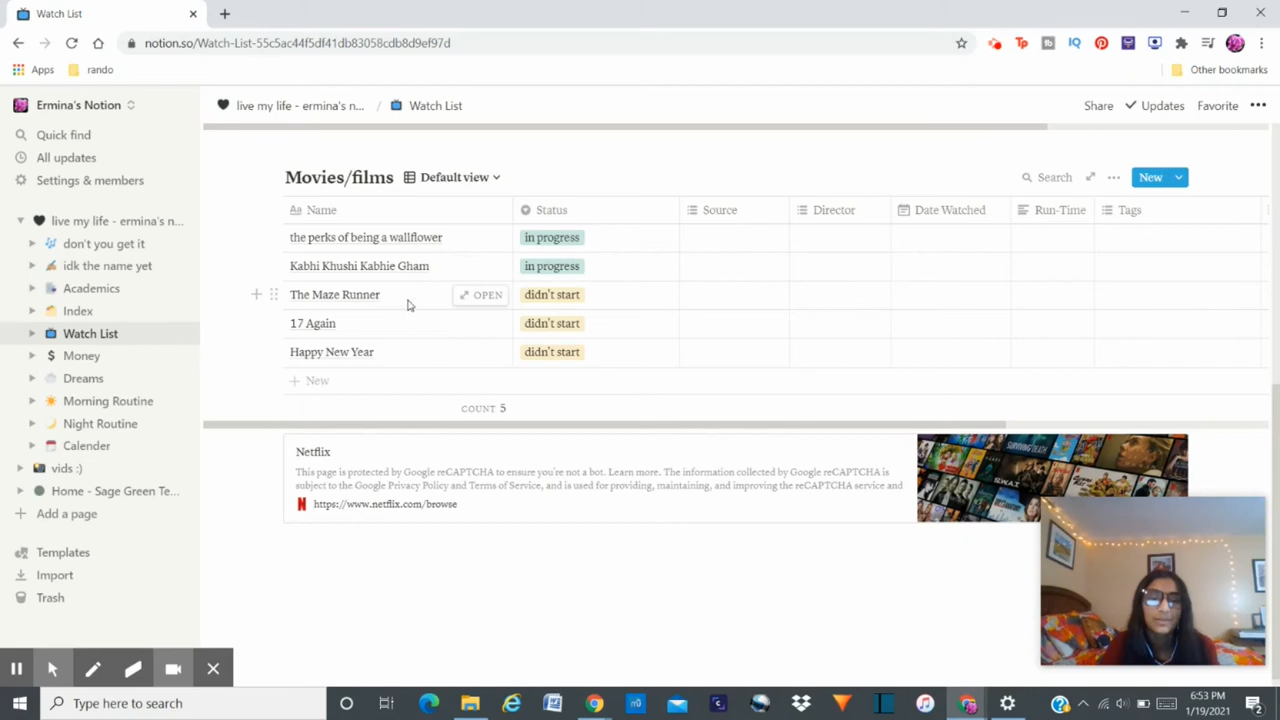 Watch List
notion.so/Watch-List-55c5ac44f5df41db83058cdb8d9ef97d
Tp
IQ
Apps
rando
Other bookmarks
Ermina's Notion
live my life - ermina's n...
/
Watch List
Share
Updates
Favorite
Quick find
All updates
Settings & members
live my life - ermina's n...
don't you get it
idk the name yet
Academics
Index
Watch List
Money
Dreams
Morning Routine
Night Routine
Calender
vids :)
Home - Sage Green Te...
Add a page
Templates
Import
Trash
Movies/films
Default view
Search
New
Aa Name
Status
Source
Director
Date Watched
Run-Time
Tags
the perks of being a wallflower
in progress
Kabhi Khushi Kabhie Gham
in progress
The Maze Runner
OPEN
didn't start
17 Again
didn't start
Happy New Year
didn't start
New
COUNT 5
Netflix
This page is protected by Google reCAPTCHA to ensure you're not a bot. Learn more. The information collected by Google reCAPTCHA is
subject to the Google Privacy Policy and Terms of Service, and is used for providing, maintaining, and improving the reCAPTCHA service and
https://www.netflix.com/browse
S.W.A.T.
Type here to search
6:53 PM
1/19/2021
2